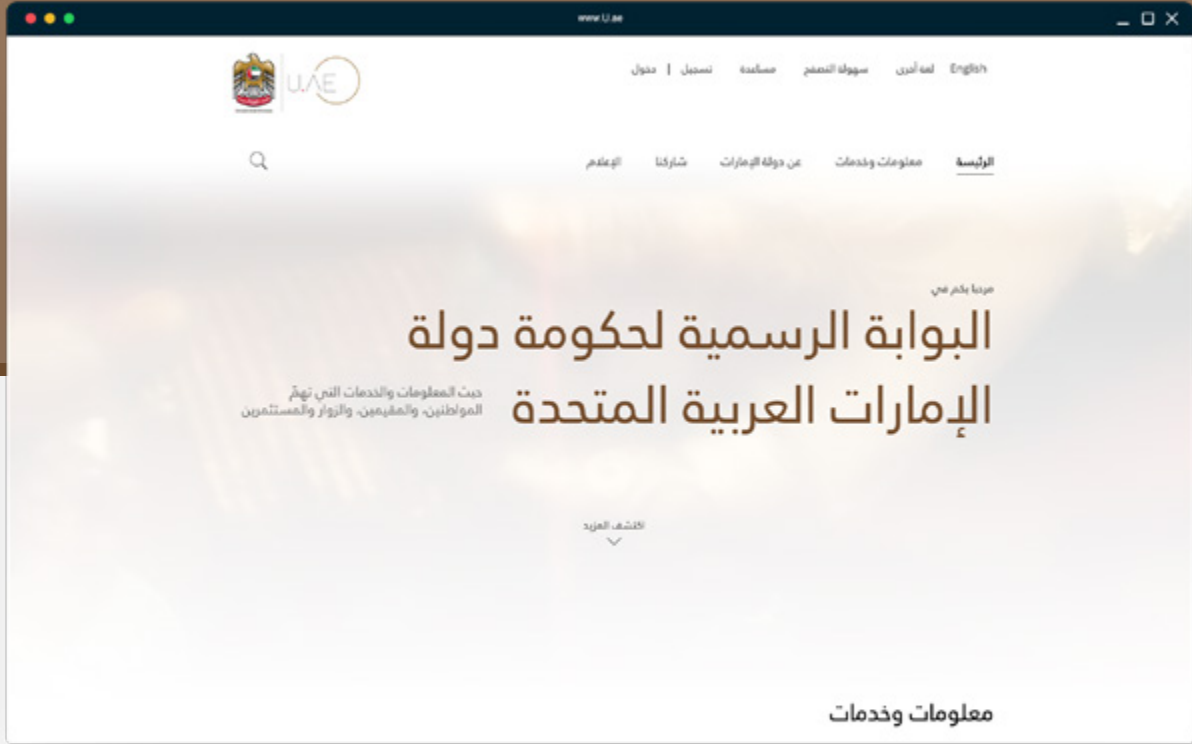 www.U.ae
U.AE
English لغة أخرى سهولة التصفح مساعدة تسجيل | دخول
الرئيسة معلومات وخدمات عن دولة الإمارات شاركنا الإعلام
مرحبا بكم في
البوابة الرسمية لحكومة دولة
الإمارات العربية المتحدة
حيث المعلومات والخدمات التي تهمّ
المواطنين، والمقيمين، والزوار والمستثمرين
اكتشف المزيد
معلومات وخدمات